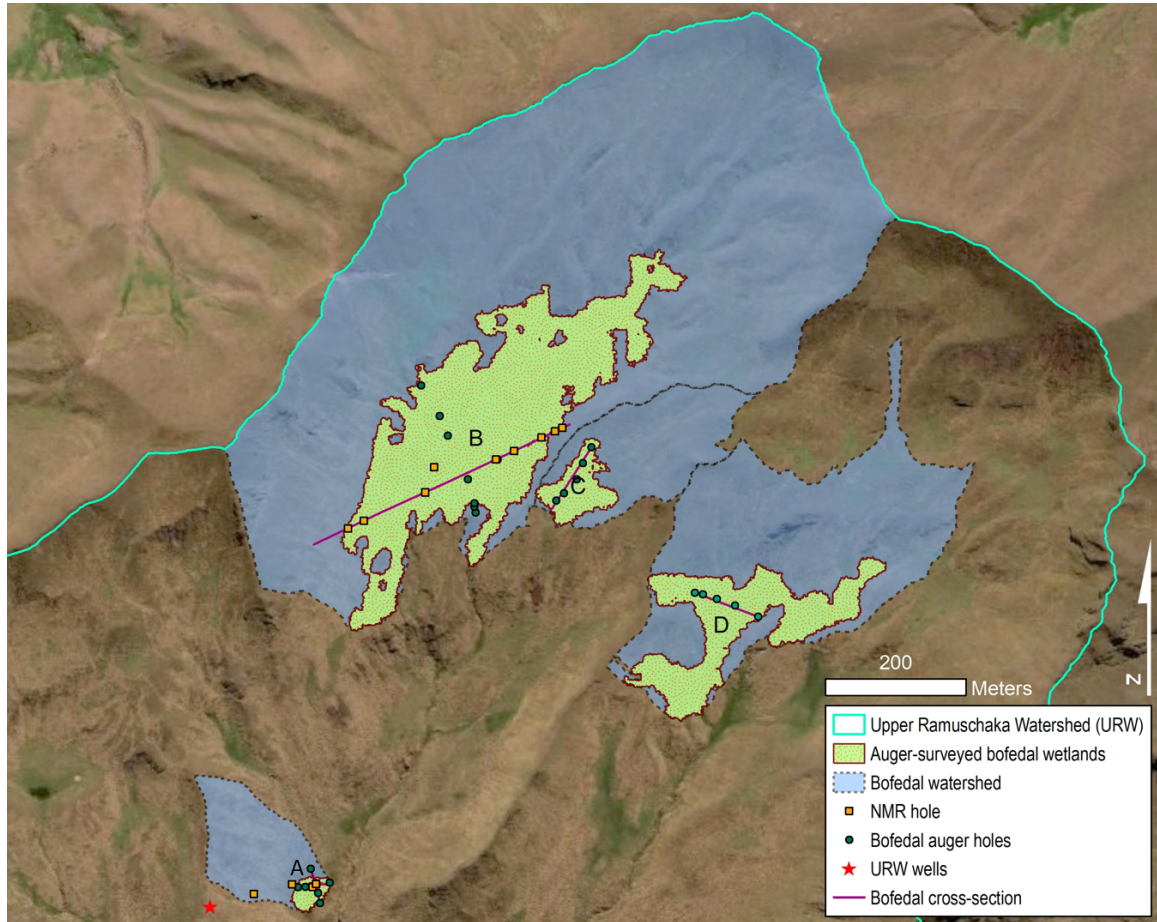 B
C
D
A
200
Meters
N
Upper Ramuschaka Watershed (URW)
Auger-surveyed bofedal wetlands
Bofedal watershed
NMR hole
Bofedal auger holes
URW wells
Bofedal cross-section